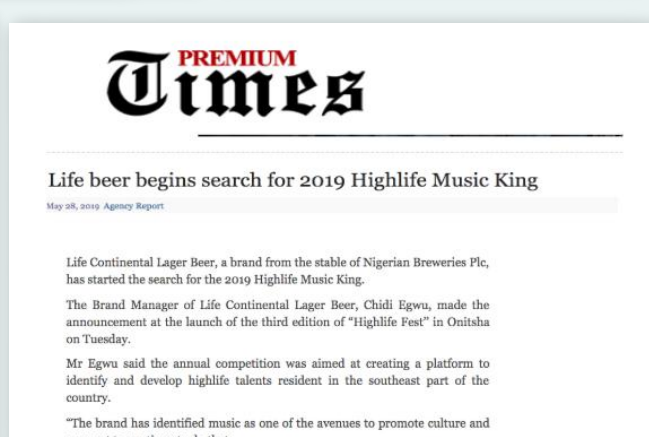 PREMIUM
Times
Life beer begins search for 2019 Highlife Music King
May 28, 2019 Agency Report
Life Continental Lager Beer, a brand from the stable of Nigerian Breweries Plc,
has started the search for the 2019 Highlife Music King.
The Brand Manager of Life Continental Lager Beer, Chidi Egwu, made the
announcement at the launch of the third edition of “Highlife Fest” in Onitsha
on Tuesday.
Mr Egwu said the annual competition was aimed at creating a platform to
identify and develop highlife talents resident in the southeast part of the
country.
“The brand has identified music as one of the avenues to promote culture and